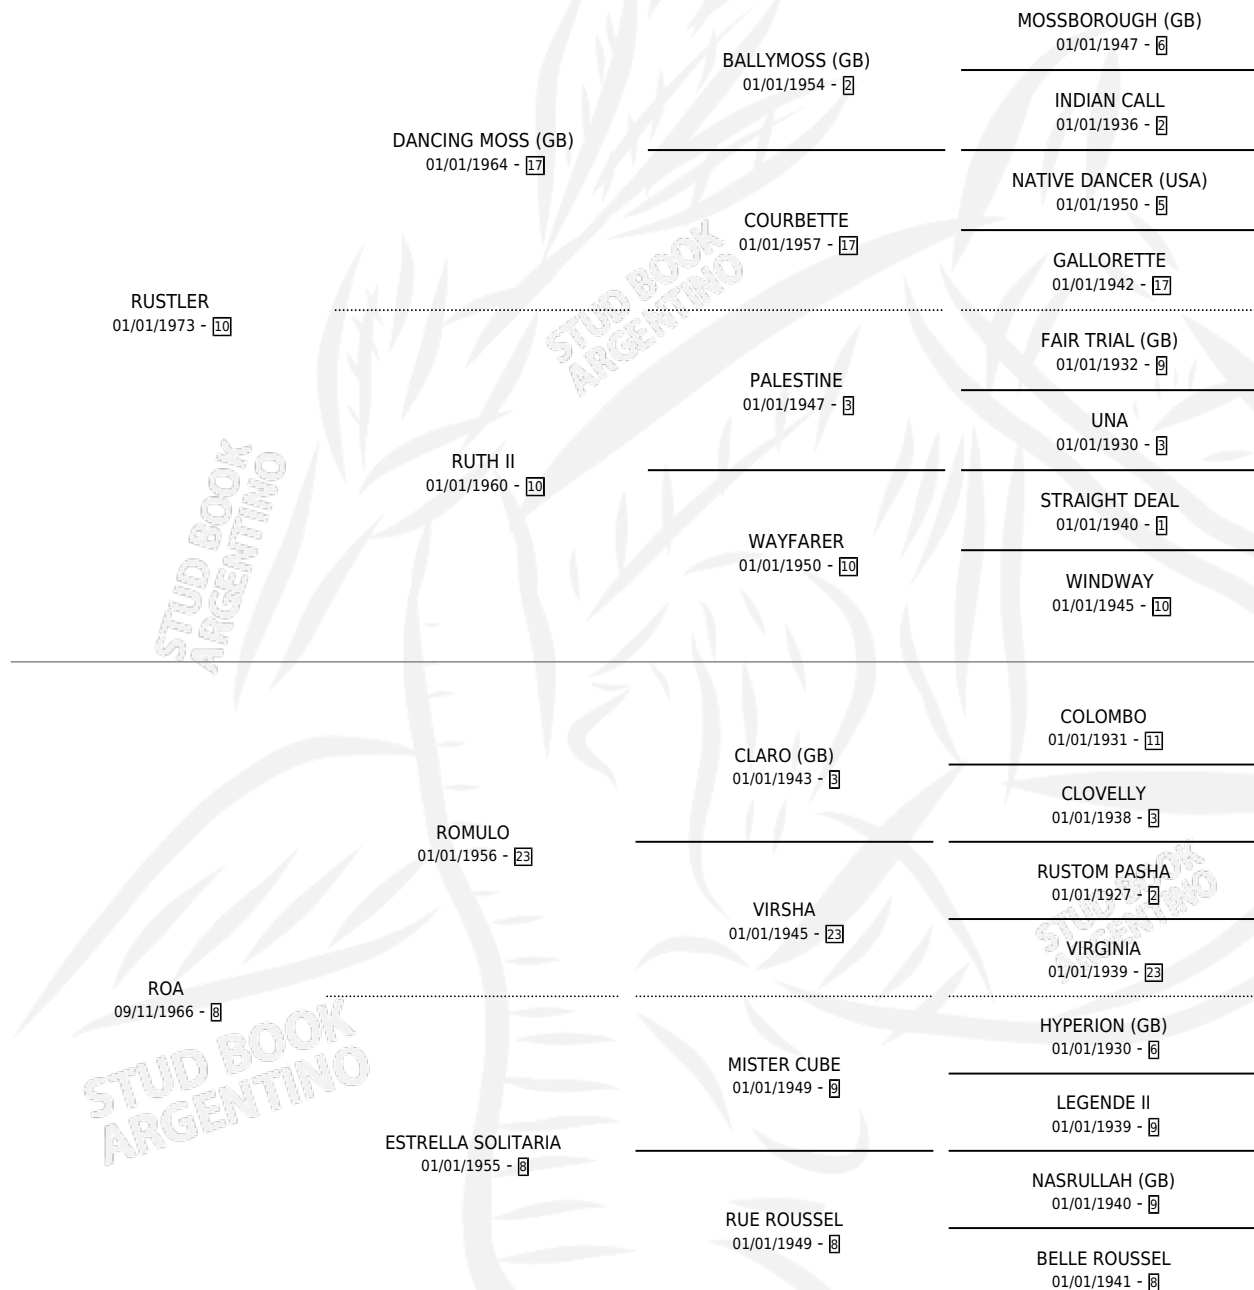 MOSSBOROUGH (GB)
01/01/1947 - 6
BALLYMOSS (GB)
01/01/1954 - 2
INDIAN CALL
01/01/1936 - 2
DANCING MOSS (GB)
01/01/1964 - 17
NATIVE DANCER (USA)
01/01/1950 - 5
COURBETTE
01/01/1957 - 17
GALLORETTE
01/01/1942 - 17
RUSTLER
01/01/1973 - 10
STUD BOOK
ARGENTINO
FAIR TRIAL (GB)
01/01/1932 - 9
PALESTINE
01/01/1947 - 3
UNA
01/01/1930 - 3
RUTH II
01/01/1960 - 10
STRAIGHT DEAL
01/01/1940 - 1
WAYFARER
01/01/1950 - 10
WINDWAY
01/01/1945 - 10
STUD BOOK
ARGENTINO
COLOMBO
01/01/1931 - 11
CLARO (GB)
01/01/1943 - 3
CLOVELLY
01/01/1938 - 3
ROMULO
01/01/1956 - 23
RUSTOM PASHA
01/01/1927 - 2
VIRSHA
01/01/1945 - 23
VIRGINIA
01/01/1939 - 23
STUD BOOK
ARGENTINO
ROA
09/11/1966 - 8
HYPERION (GB)
01/01/1930 - 6
MISTER CUBE
01/01/1949 - 9
LEGENDE II
01/01/1939 - 9
STUD BOOK
ARGENTINO
ESTRELLA SOLITARIA
01/01/1955 - 8
NASRULLAH (GB)
01/01/1940 - 9
RUE ROUSSEL
01/01/1949 - 8
BELLE ROUSSEL
01/01/1941 - 8